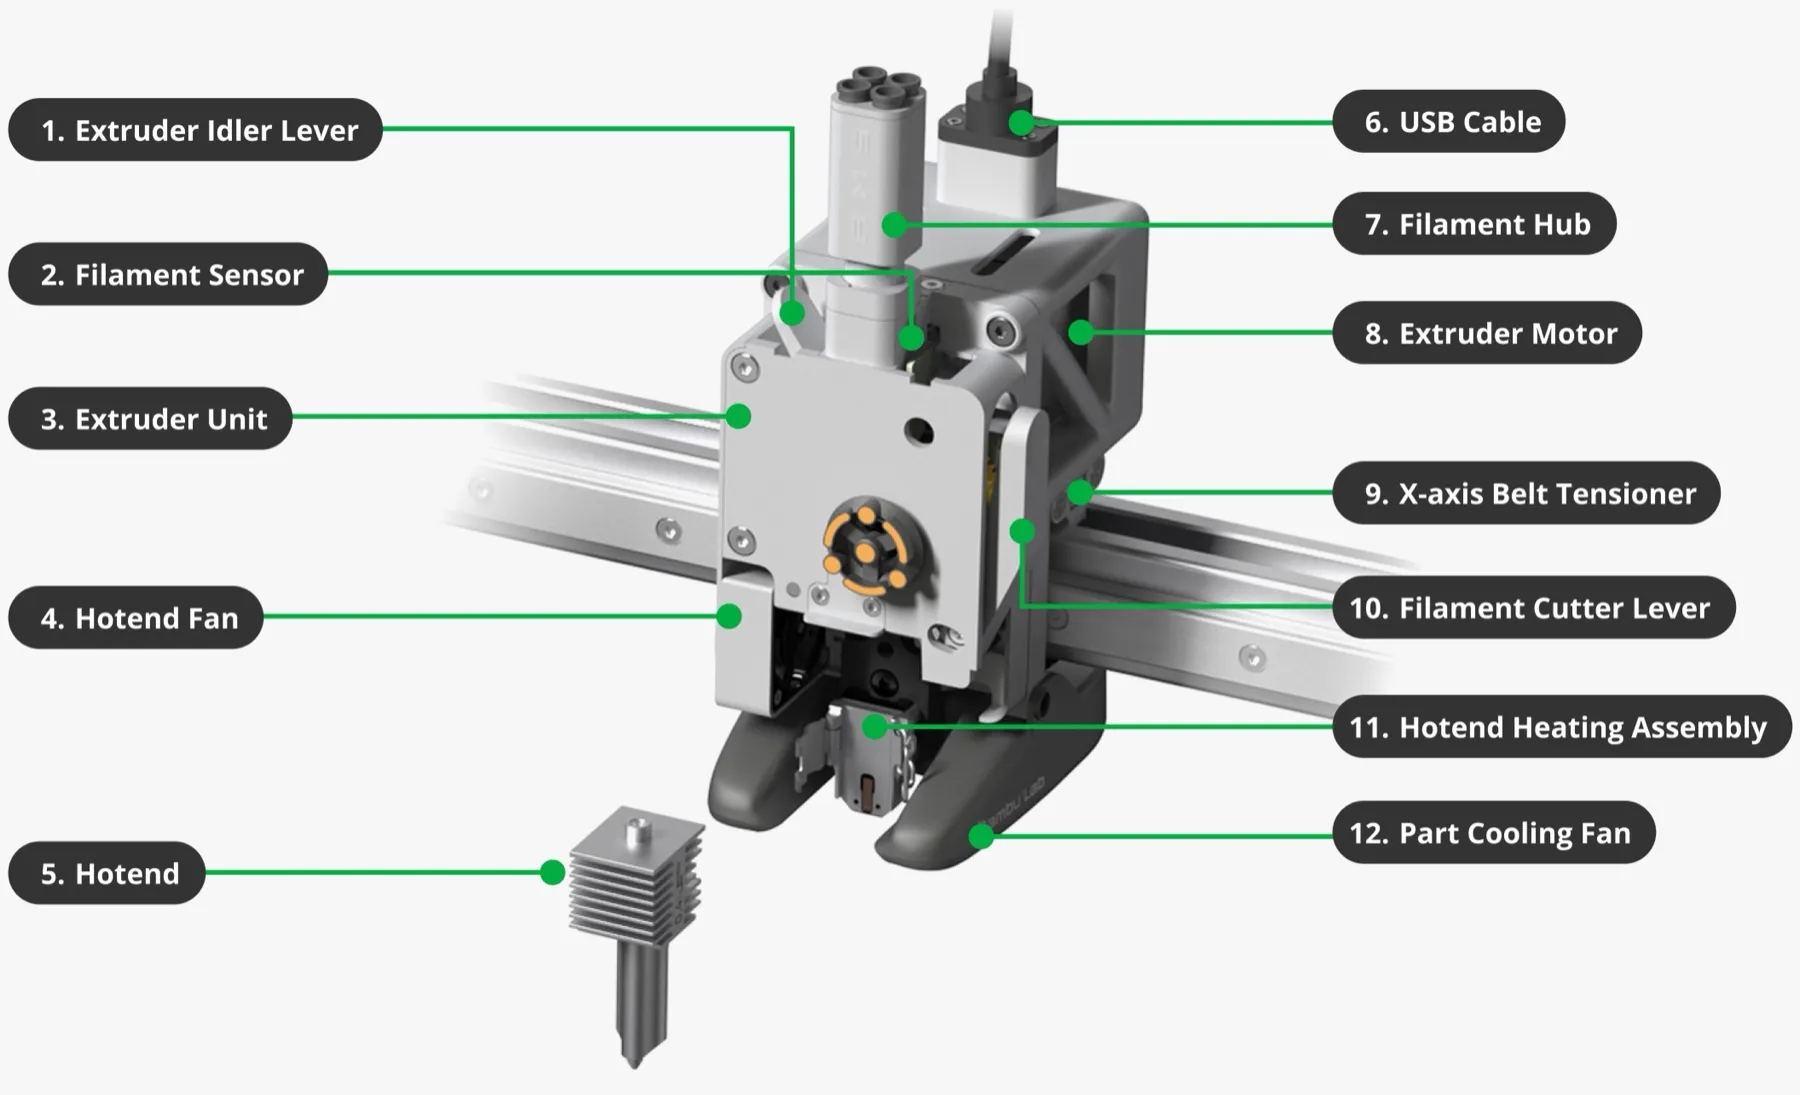 1. Extruder Idler Lever
2. Filament Sensor
3. Extruder Unit
4. Hotend Fan
5. Hotend
6. USB Cable
7. Filament Hub
8. Extruder Motor
9. X-axis Belt Tensioner
10. Filament Cutter Lever
11. Hotend Heating Assembly
12. Part Cooling Fan